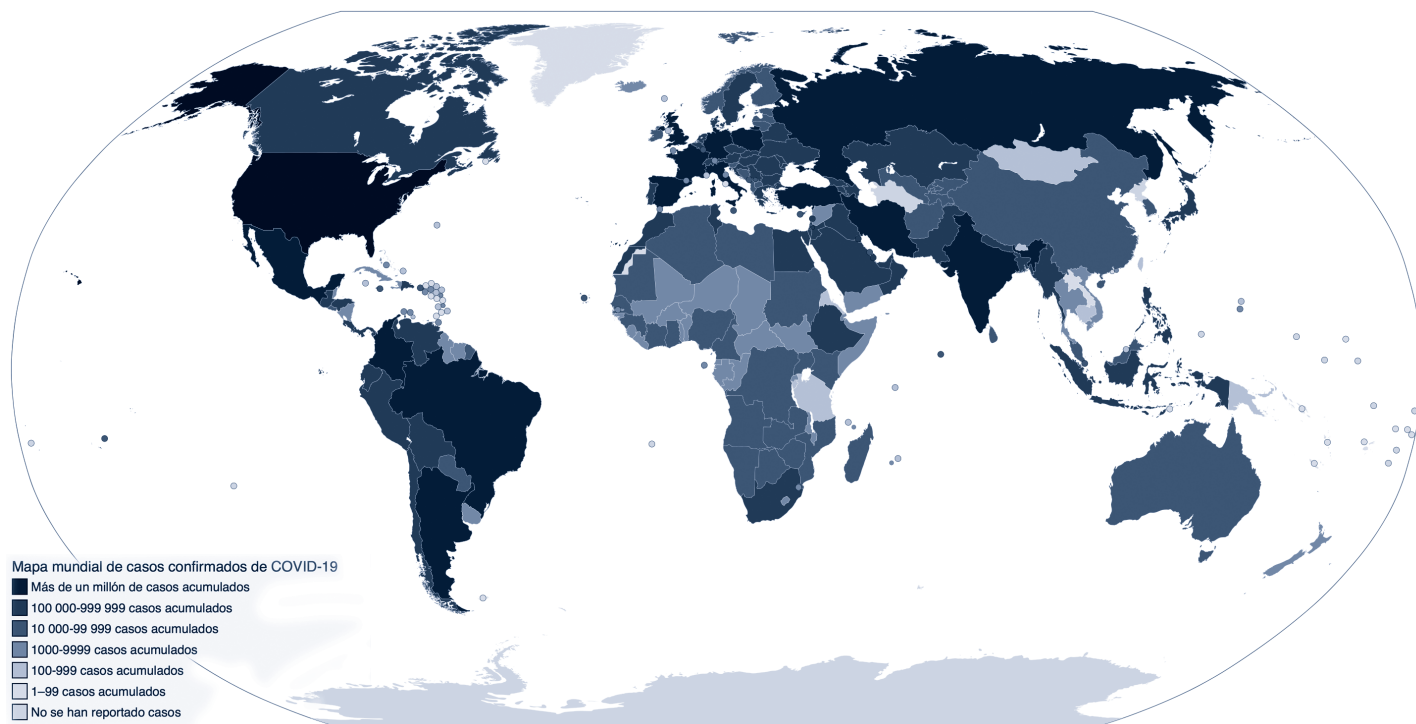 Mapa mundial de casos confirmados de COVID-19
Más de un millón de casos acumulados
100 000-999 999 casos acumulados
10 000-99 999 casos acumulados
1000-9999 casos acumulados
100-999 casos acumulados
1–99 casos acumulados
No se han reportado casos